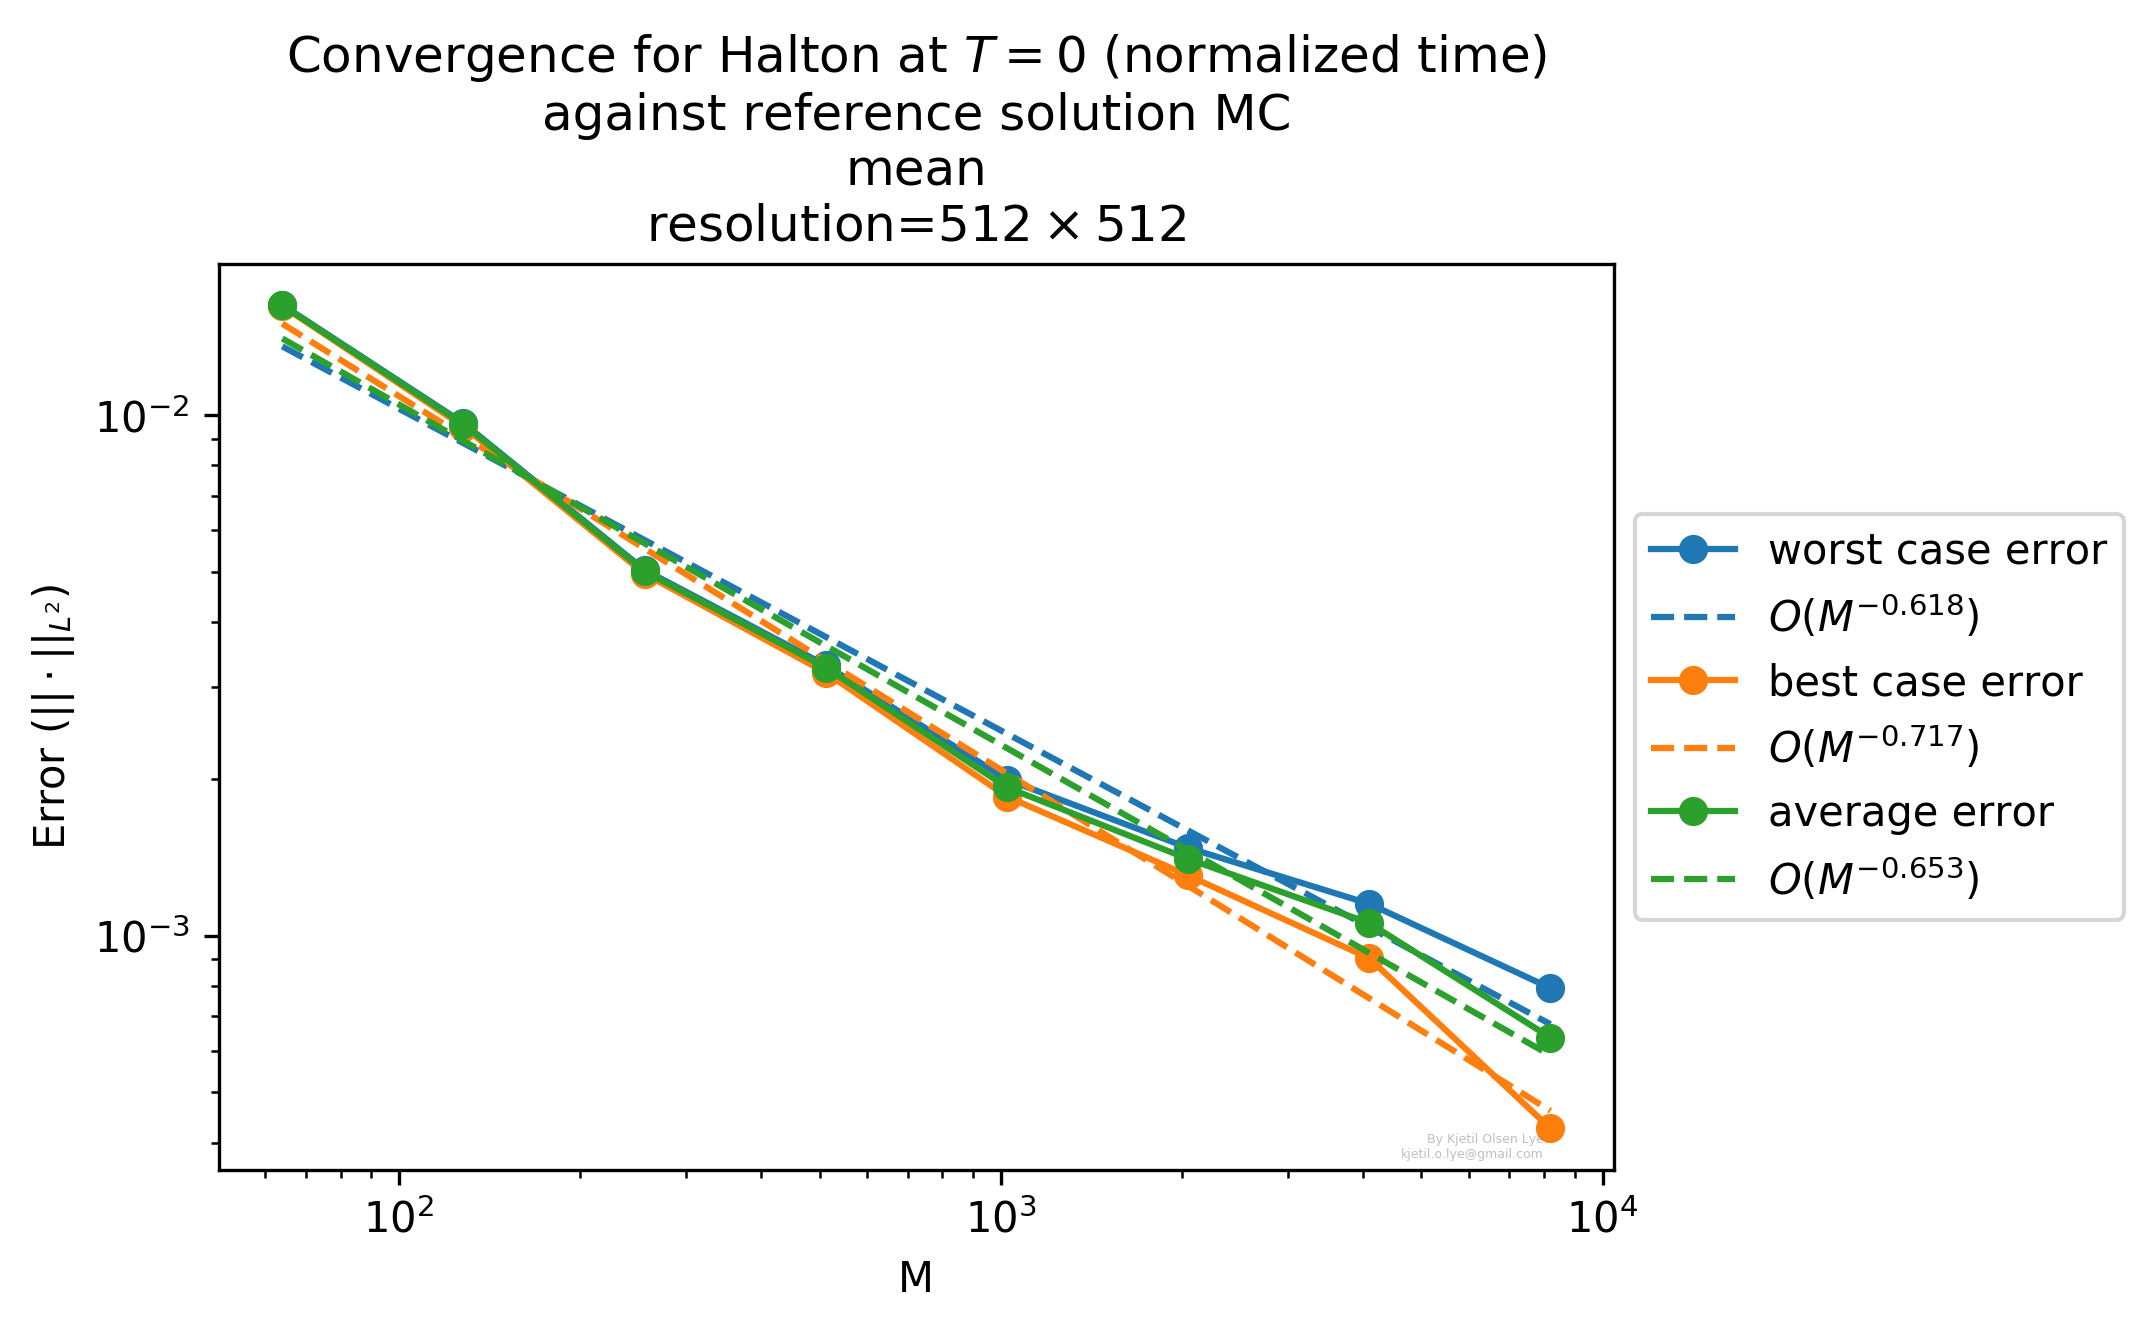 Convergence for Halton at T = 0 (normalized time)
against reference solution MC
mean
resolution=512 × 512
Error (|| · ||_{L^2})
10^{-2}
10^{-3}
10^2
10^3
10^4
M
worst case error
O(M^{-0.618})
best case error
O(M^{-0.717})
average error
O(M^{-0.653})
By Kjetil Olsen Lye
kjetil.o.lye@gmail.com